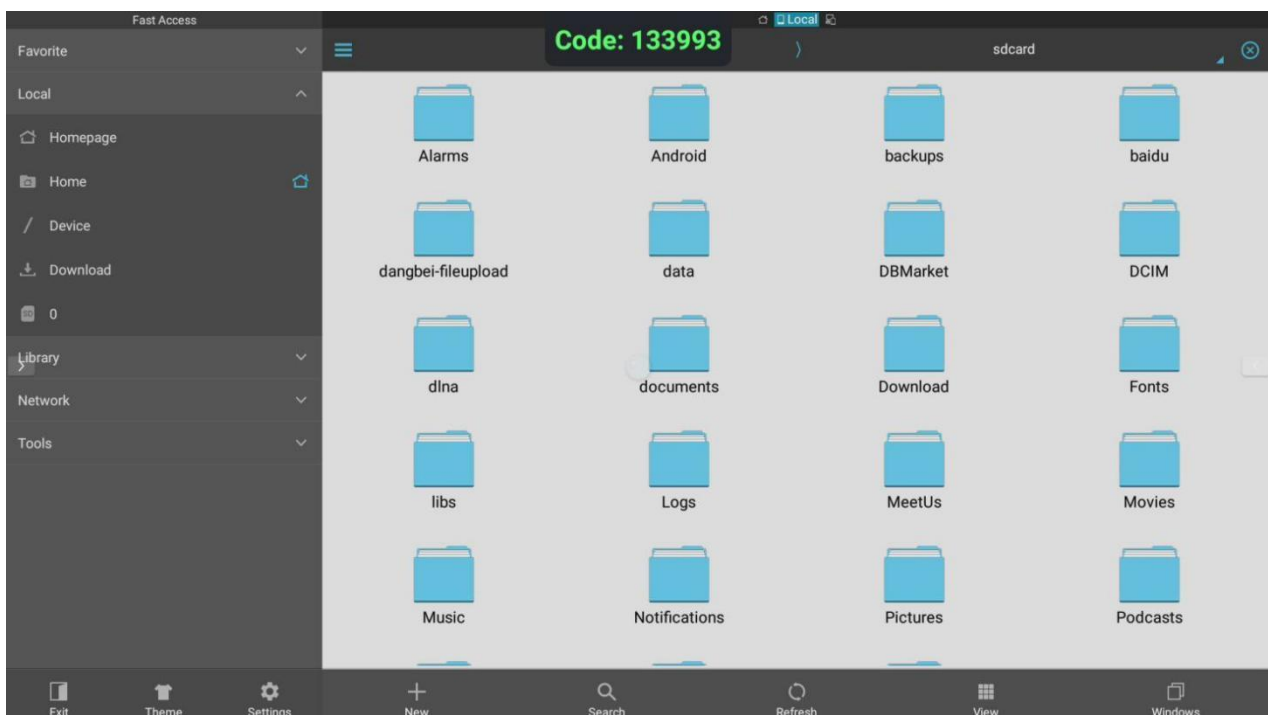 Fast Access
Local
Code: 133993
sdcard
Favorite
Local
Homepage
Home
Device
Download
0
Library
Network
Tools
Alarms
Android
backups
baidu
dangbei-fileupload
data
DBMarket
DCIM
dlna
documents
Download
Fonts
libs
Logs
MeetUs
Movies
Music
Notifications
Pictures
Podcasts
Exit
Theme
Settings
New
Search
Refresh
View
Windows